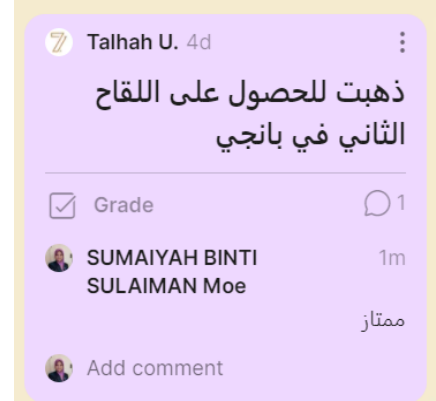 Talhah U. 4d
ذهبت للحصول على اللقاح
الثاني في بانجي
Grade
1
SUMAIYAH BINTI 1m
SULAIMAN Moe
ممتاز
Add comment